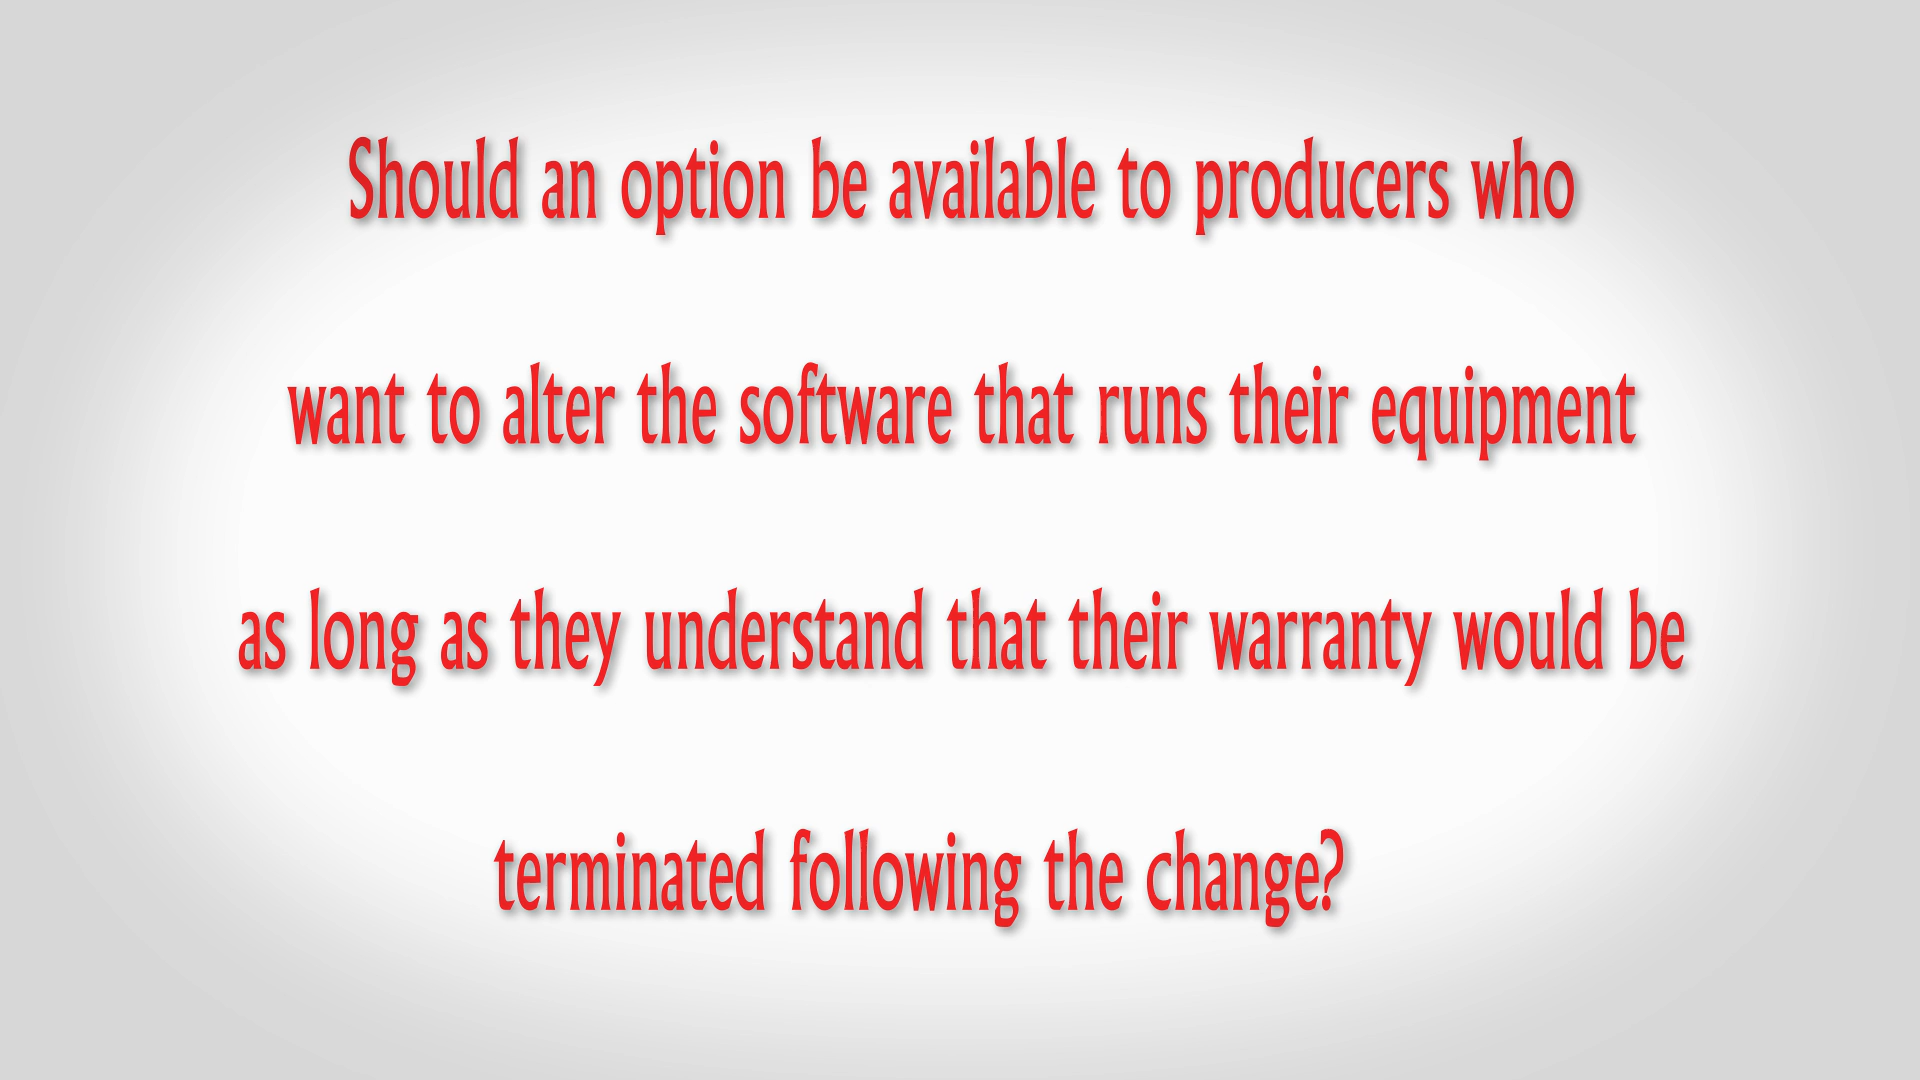 Should an option be available to producers who
want to alter the software that runs their equipment
as long as they understand that their warranty would be
terminated following the change?